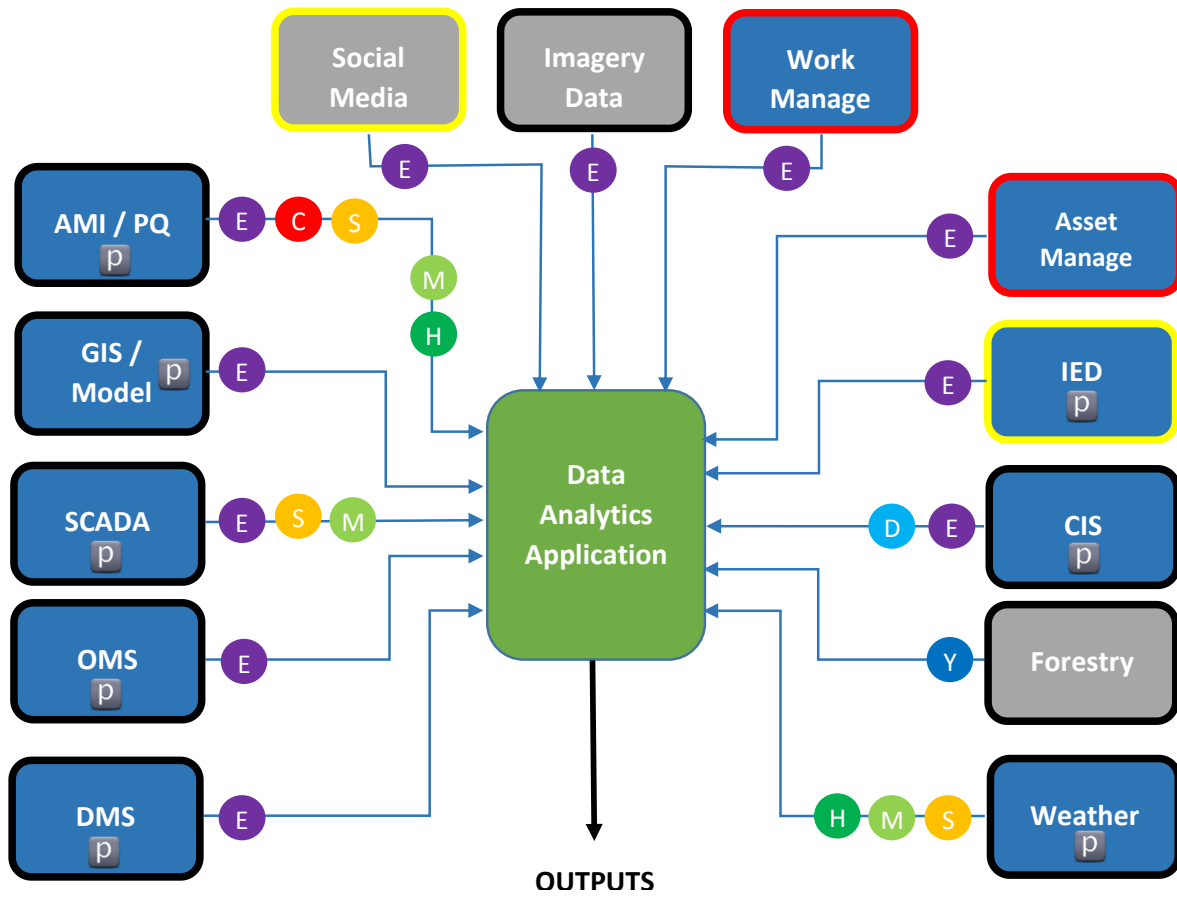 Social
Media
E
Imagery
Data
E
Work
Manage
E
AMI / PQ
p
E C S
M
H
Asset
Manage
E
GIS /
Model p
E
IED
p
E
Data
Analytics
Application
SCADA
p
E S M
CIS
p
D E
OMS
p
E
Forestry
Y
DMS
p
E
Weather
p
H M S
OUTPUTS